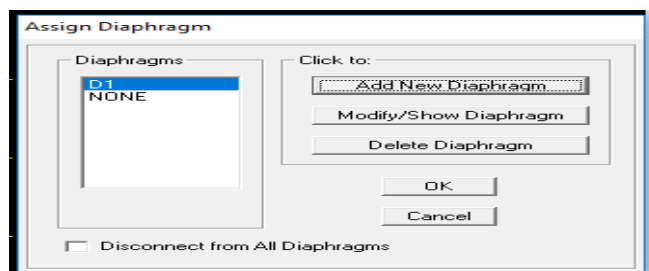 Assign Diaphragm
Diaphragms
D1
NONE
Click to:
Add New Diaphragm
Modify/Show Diaphragm
Delete Diaphragm
OK
Cancel
Disconnect from All Diaphragms